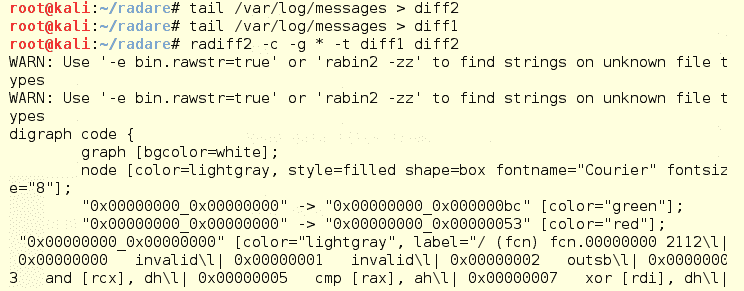 root@kali:~/radare# tail /var/log/messages > diff2
root@kali:~/radare# tail /var/log/messages > diff1
root@kali:~/radare# radiff2 -c -g * -t diff1 diff2
WARN: Use '-e bin.rawstr=true' or 'rabin2 -zz' to find strings on unknown file t
ypes
WARN: Use '-e bin.rawstr=true' or 'rabin2 -zz' to find strings on unknown file t
ypes
digraph code {
        graph [bgcolor=white];
        node [color=lightgray, style=filled shape=box fontname="Courier" fontsiz
e="8"];
        "0x00000000_0x00000000" -> "0x00000000_0x000000bc" [color="green"];
        "0x00000000_0x00000000" -> "0x00000000_0x00000053" [color="red"];
 "0x00000000_0x00000000" [color="lightgray", label="/ (fcn) fcn.00000000 2112\l|
 0x00000000   invalid\l| 0x00000001   invalid\l| 0x00000002   outsb\l| 0x0000000
3   and [rcx], dh\l| 0x00000005   cmp [rax], ah\l| 0x00000007   xor [rdi], dh\l|